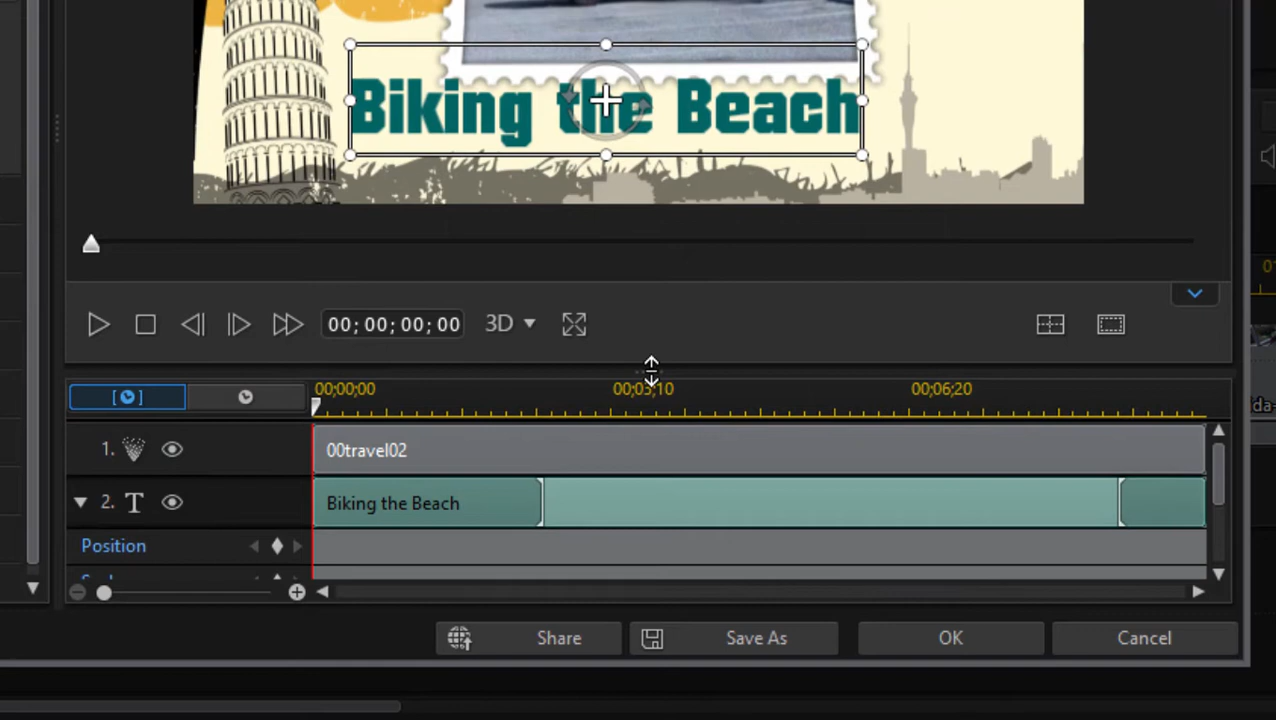 Biking the Beach
00;00;00;00
3D
00;00;00 00;03;10 00;06;20
1. 00travel02
2. T Biking the Beach
Position
Share Save As OK Cancel